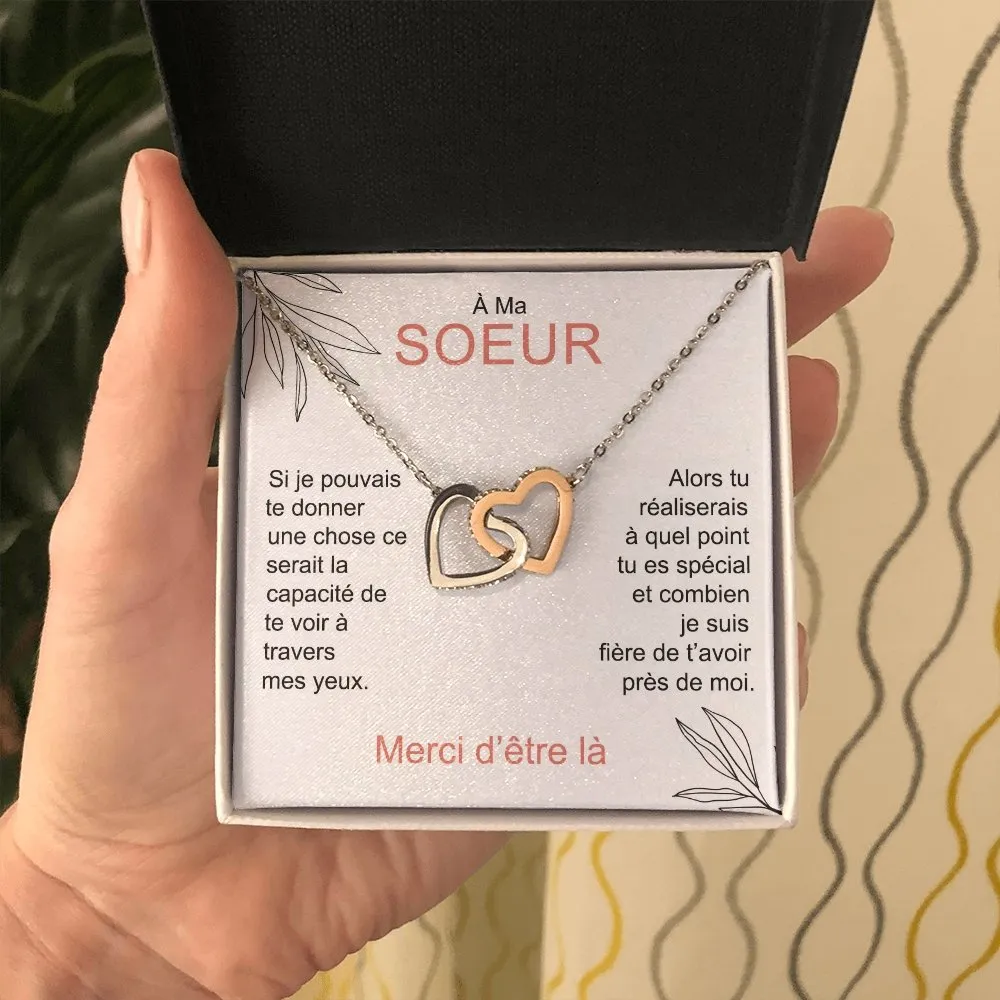 À Ma
SOEUR
Si je pouvais
te donner
une chose ce
serait la
capacité de
te voir à
travers
mes yeux.
Alors tu
réaliserais
à quel point
tu es spécial
et combien
je suis
fière de t’avoir
près de moi.
Merci d’être là